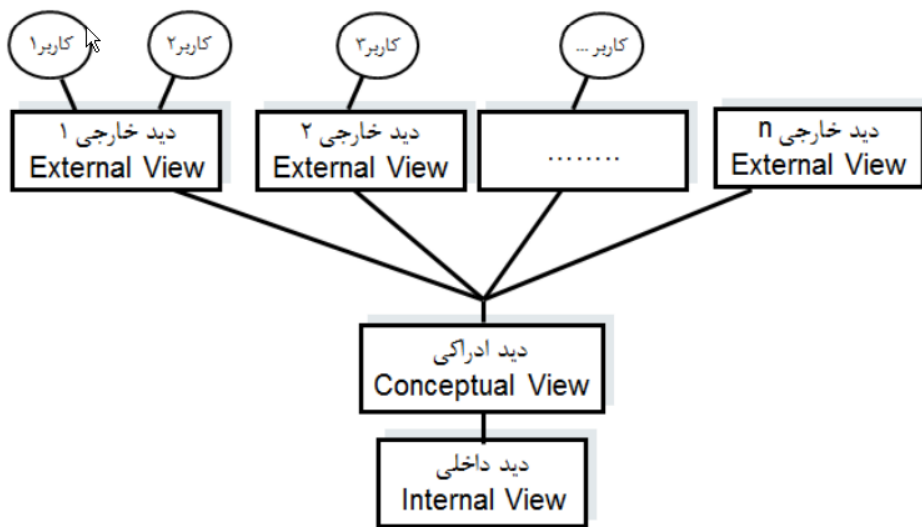 کاربر۱
کاربر۲
کاربر۳
کاربر ...
دید خارجی ۱
External View
دید خارجی ۲
External View
........
دید خارجی n
External View
دید ادراکی
Conceptual View
دید داخلی
Internal View